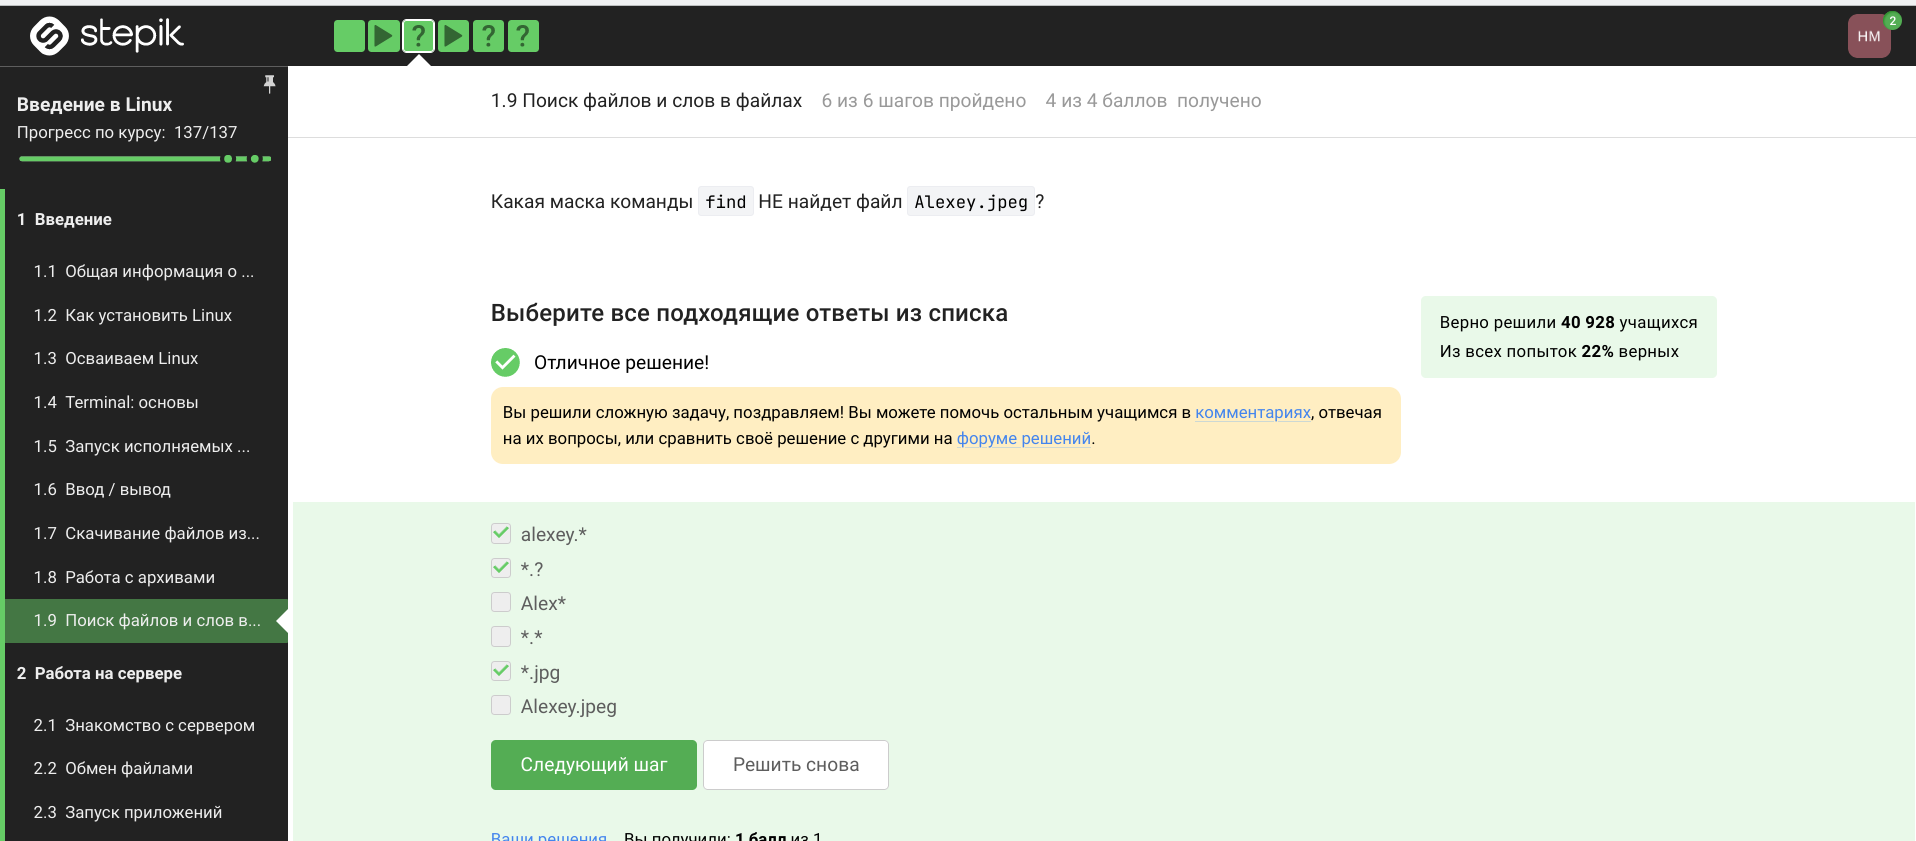 stepik
? ? ?
НМ
2
Введение в Linux
Прогресс по курсу: 137/137
1 Введение
1.1 Общая информация о ...
1.2 Как установить Linux
1.3 Осваиваем Linux
1.4 Terminal: основы
1.5 Запуск исполняемых ...
1.6 Ввод / вывод
1.7 Скачивание файлов из...
1.8 Работа с архивами
1.9 Поиск файлов и слов в...
2 Работа на сервере
2.1 Знакомство с сервером
2.2 Обмен файлами
2.3 Запуск приложений
1.9 Поиск файлов и слов в файлах 6 из 6 шагов пройдено 4 из 4 баллов получено
Какая маска команды find НЕ найдет файл Alexey.jpeg?
Выберите все подходящие ответы из списка
Отличное решение!
Вы решили сложную задачу, поздравляем! Вы можете помочь остальным учащимся в комментариях, отвечая
на их вопросы, или сравнить своё решение с другими на форуме решений.
Верно решили 40 928 учащихся
Из всех попыток 22% верных
alexey.*
*.?
Alex*
*.*
*.jpg
Alexey.jpeg
Следующий шаг
Решить снова
Ваши решения Вы получили: 1 балл из 1